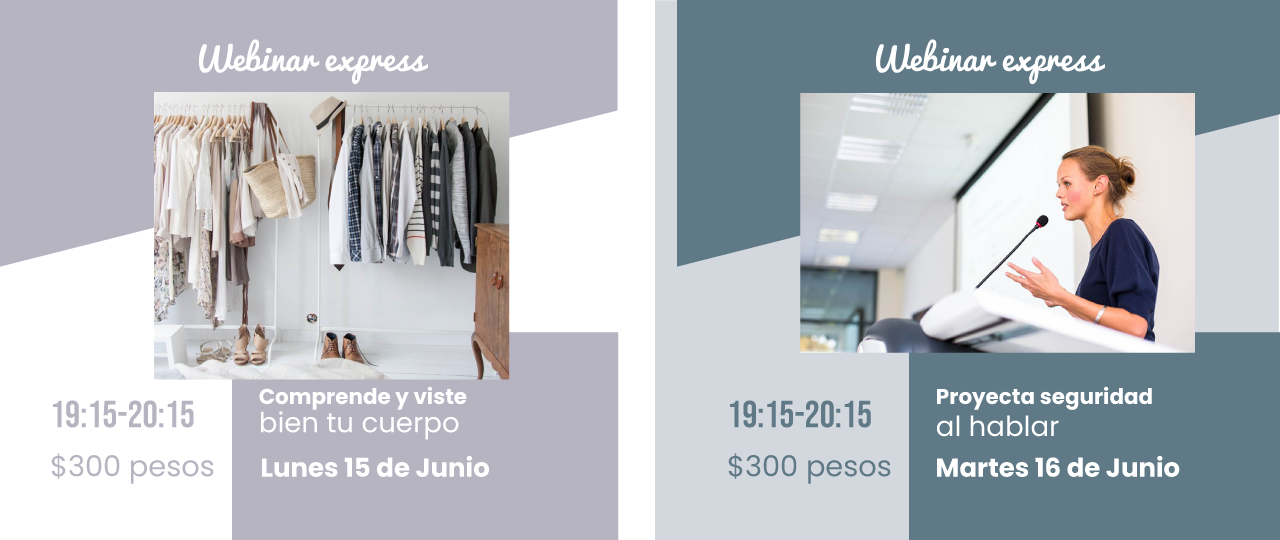 Webinar express
19:15-20:15
$300 pesos
Comprende y viste
bien tu cuerpo
Lunes 15 de Junio
Webinar express
19:15-20:15
$300 pesos
Proyecta seguridad
al hablar
Martes 16 de Junio